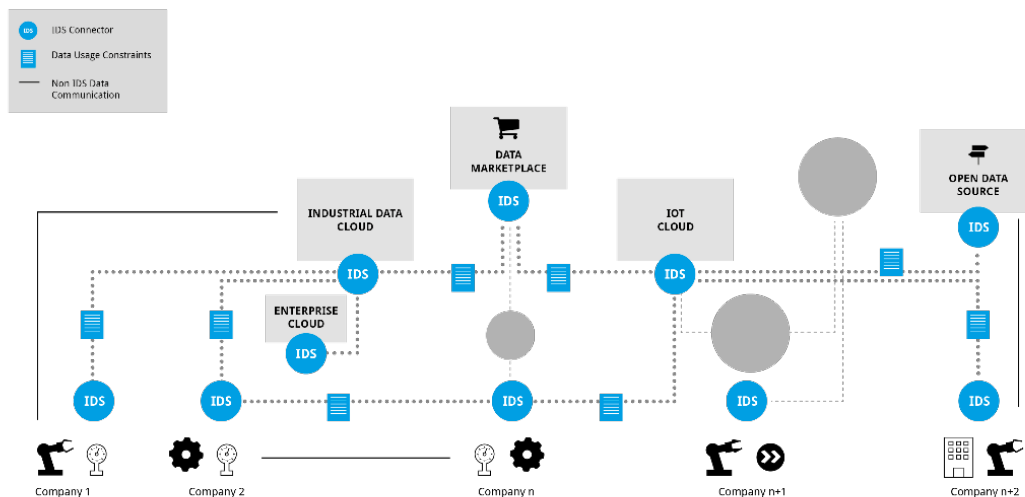 IDS
IDS Connector
Data Usage Constraints
Non IDS Data
Communication
DATA
MARKETPLACE
IDS
OPEN DATA
SOURCE
IDS
INDUSTRIAL DATA
CLOUD
IDS
IOT
CLOUD
IDS
ENTERPRISE
CLOUD
IDS
IDS
IDS
IDS
IDS
IDS
Company 1
Company 2
Company n
Company n+1
Company n+2